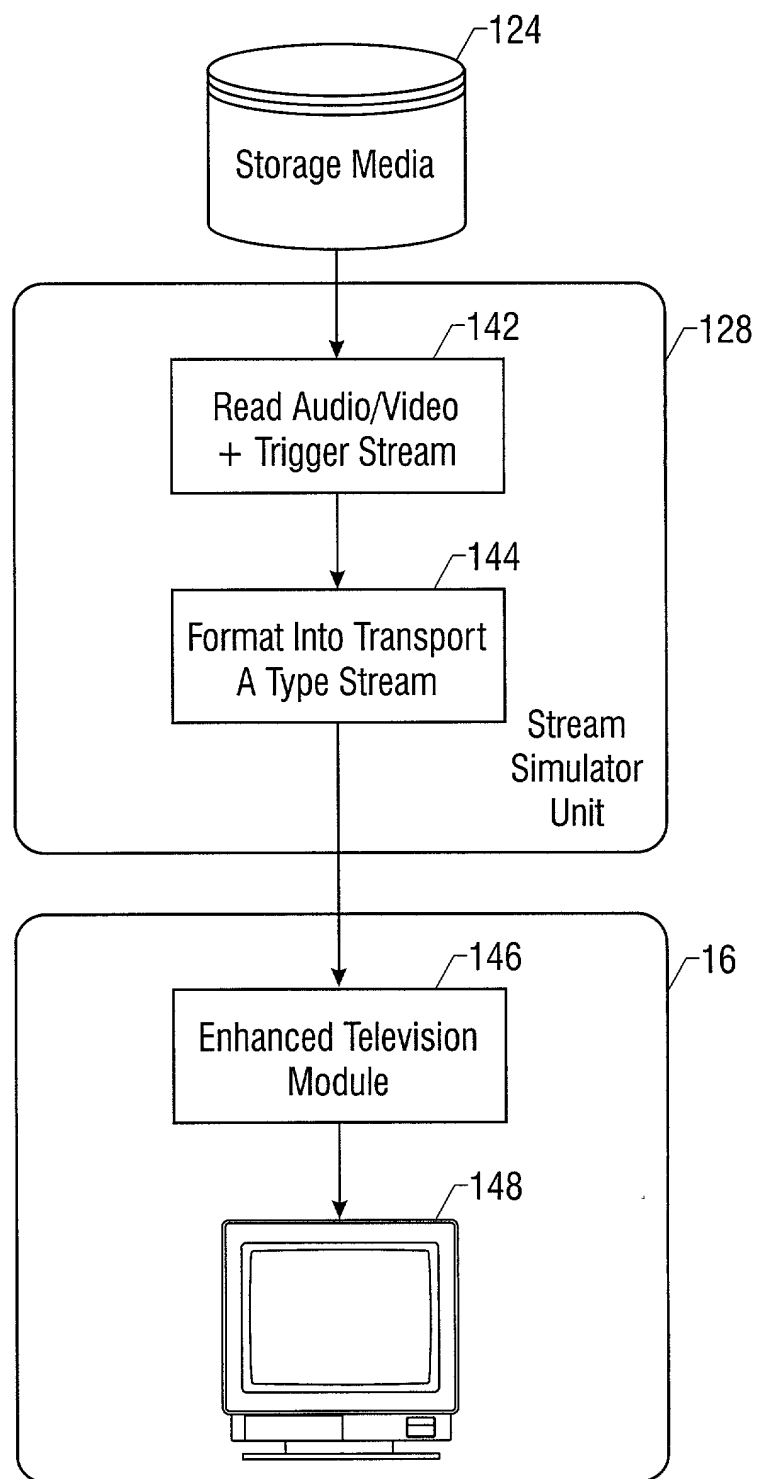 124
Storage Media
128
142
Read Audio/Video
+ Trigger Stream
144
Format Into Transport
A Type Stream
Stream
Simulator
Unit
16
146
Enhanced Television
Module
148